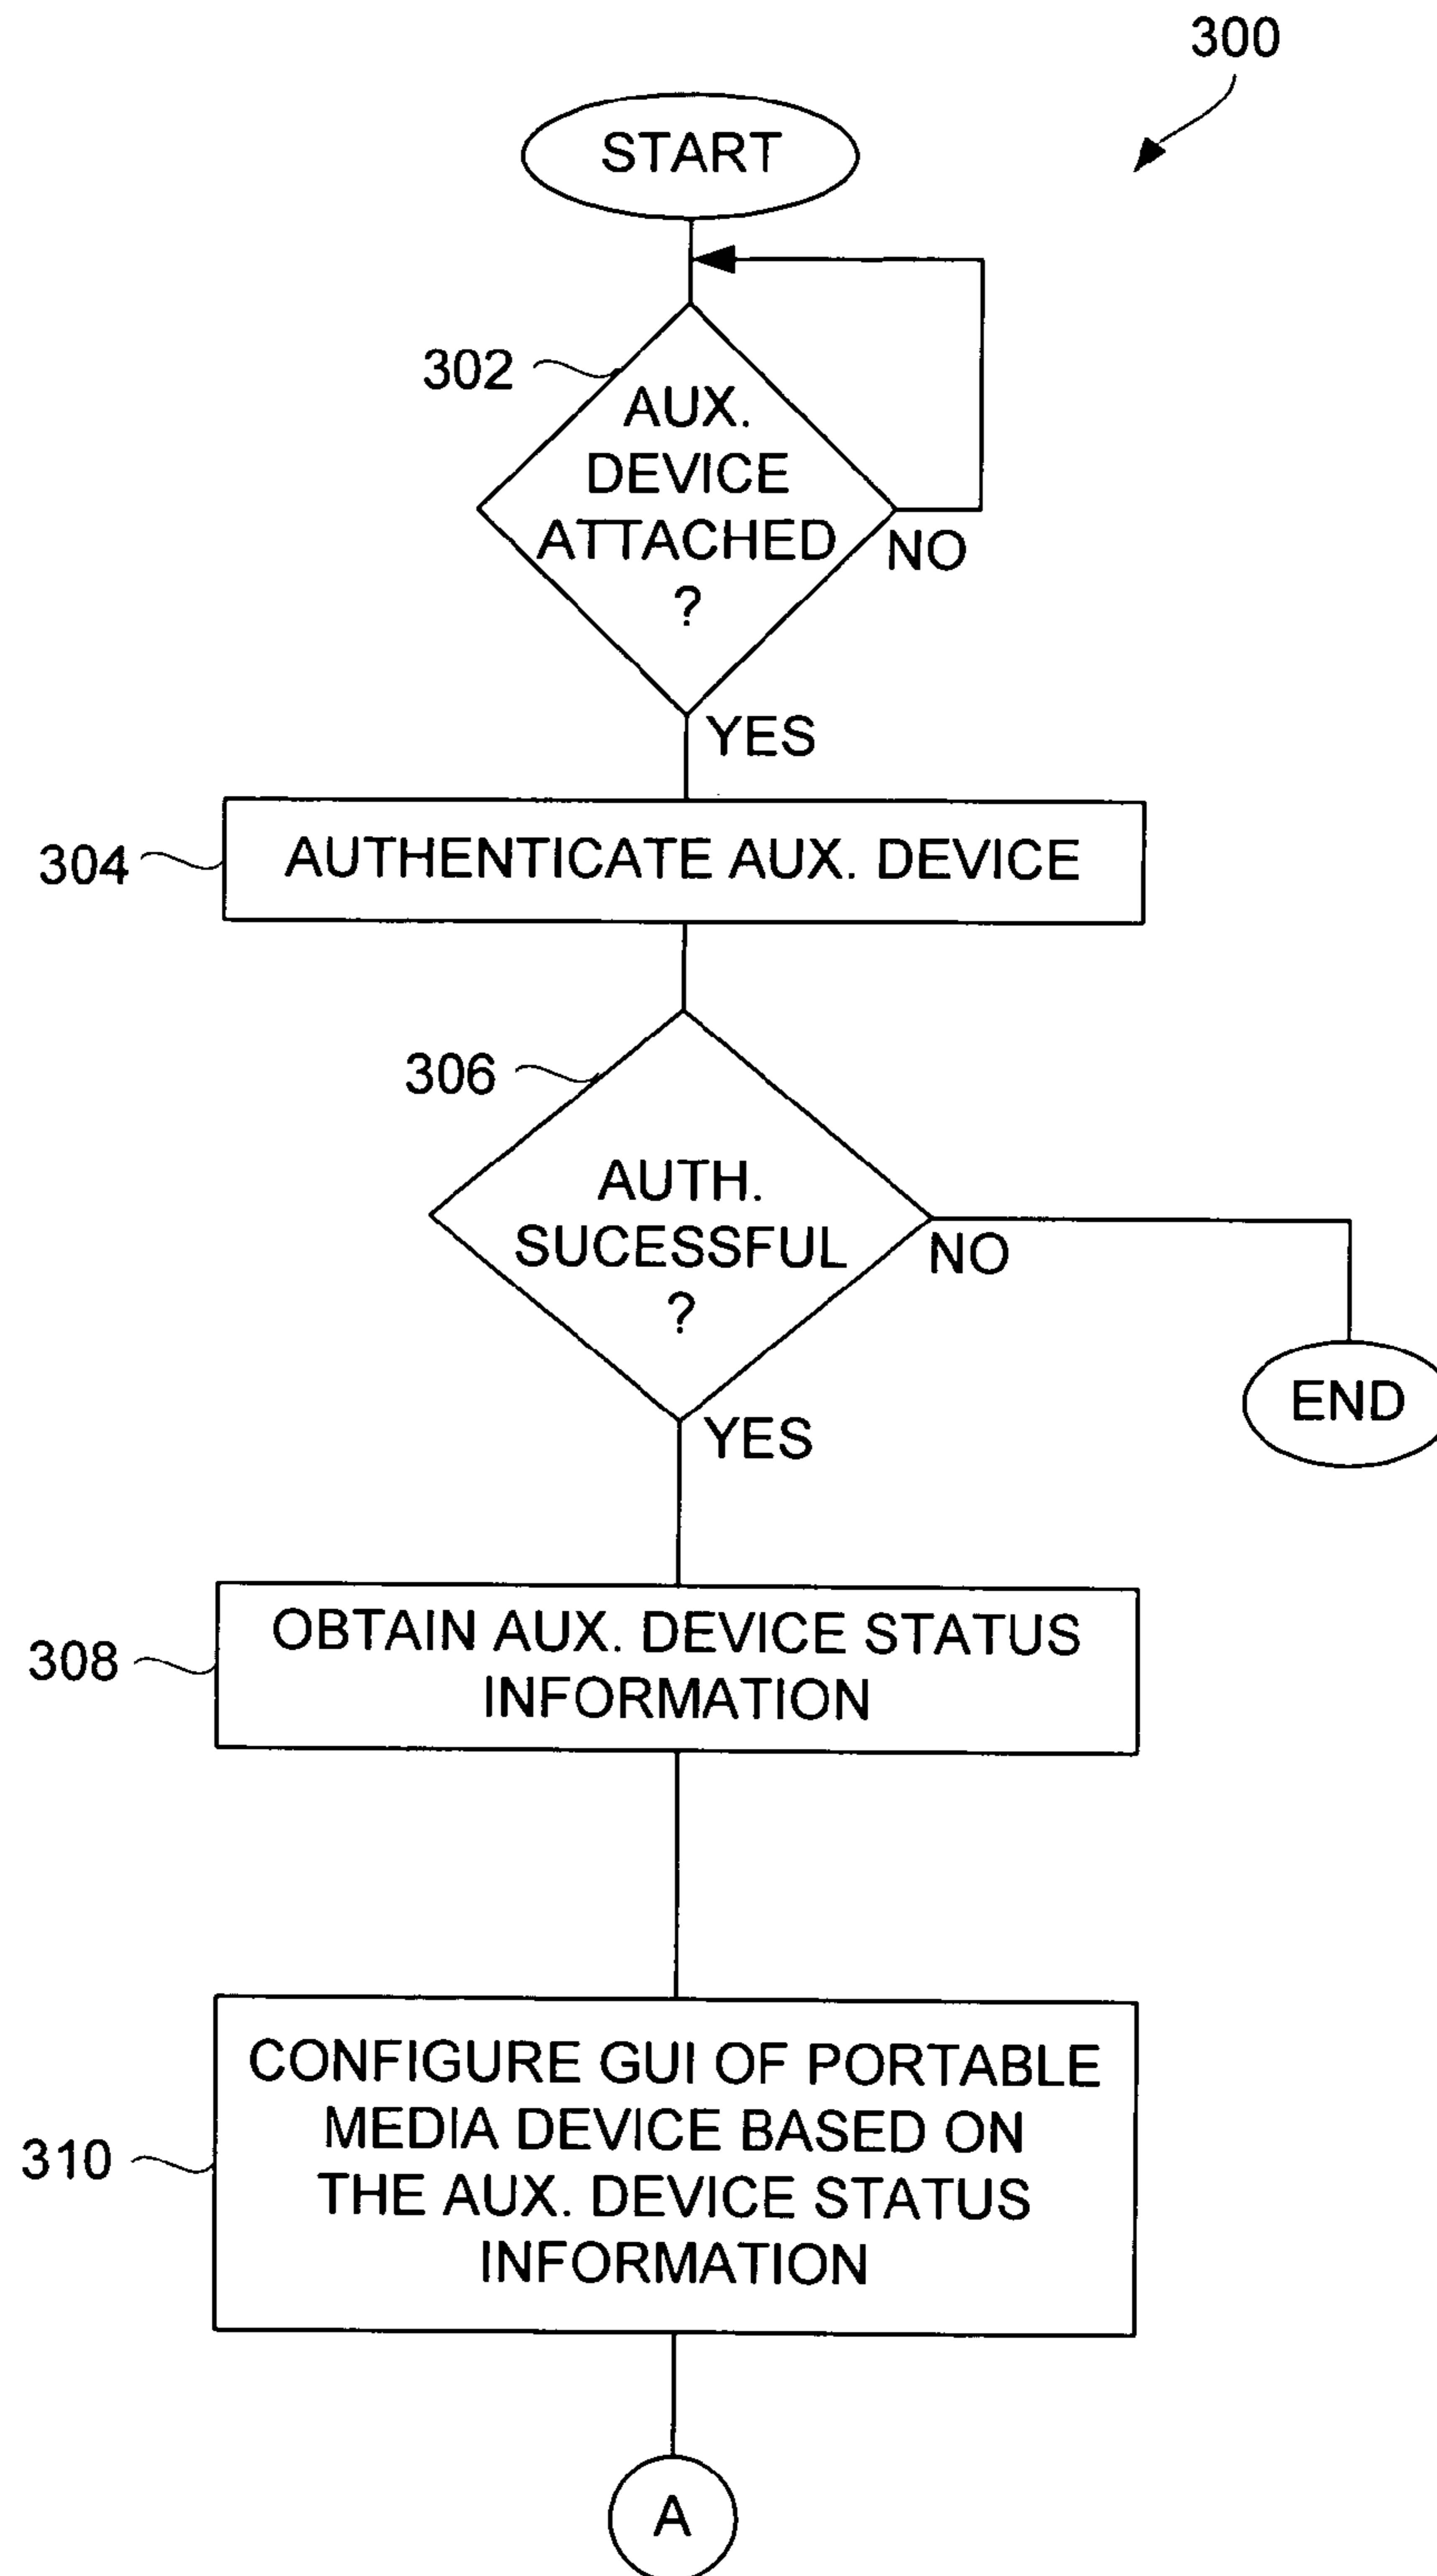 300
START
302
AUX.
DEVICE
ATTACHED
?
NO
YES
304
AUTHENTICATE AUX. DEVICE
306
AUTH.
SUCESSFUL
?
NO
END
YES
308
OBTAIN AUX. DEVICE STATUS
INFORMATION
310
CONFIGURE GUI OF PORTABLE
MEDIA DEVICE BASED ON
THE AUX. DEVICE STATUS
INFORMATION
A